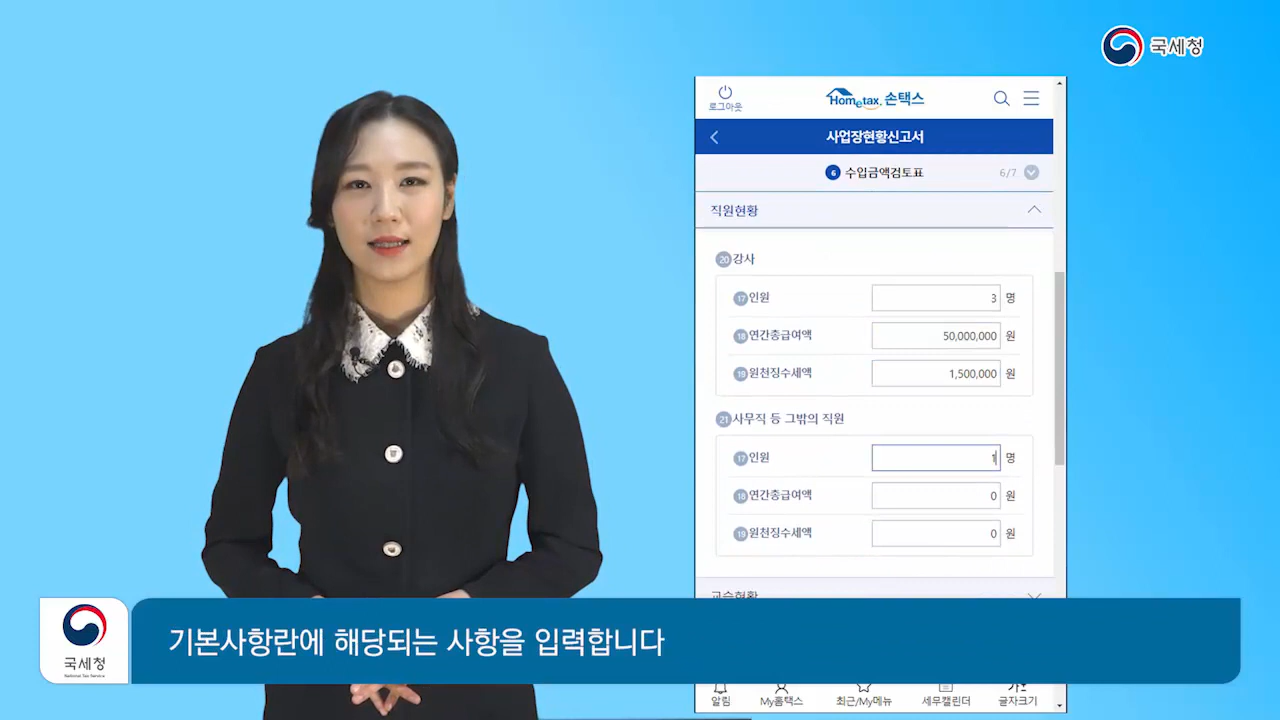 국세청
로그아웃
Hometax. 손택스
사업장현황신고서
6 수입금액검토표 6/7
직원현황
20 강사
17 인원 3 명
18 연간총급여액 50,000,000 원
19 원천징수세액 1,500,000 원
21 사무직 등 그밖의 직원
17 인원 1 명
18 연간총급여액 0 원
19 원천징수세액 0 원
교습현황
기본사항란에 해당되는 사항을 입력합니다
국세청
National Tax Service
알림 My홈택스 최근/My메뉴 세무캘린더 글자크기